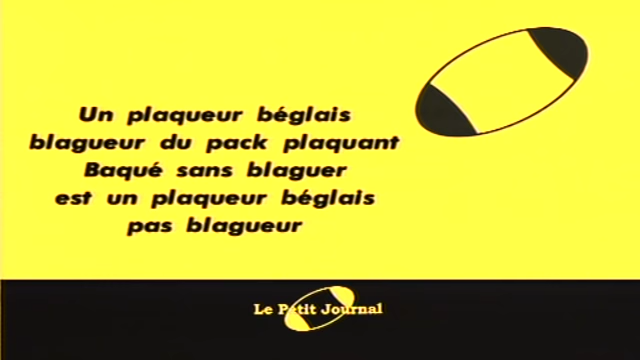 Un plaqueur béglais
blagueur du pack plaquant
Baqué sans blaguer
est un plaqueur béglais
pas blagueur
Le Petit Journal